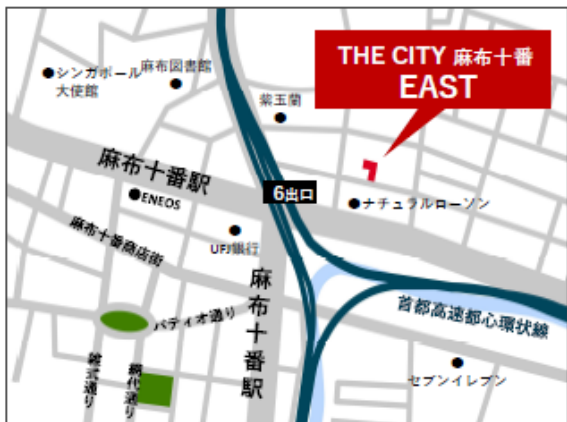 THE CITY 麻布十番
EAST
シンガポール
大使館
麻布図書館
紫玉蘭
麻布十番駅
6出口
ENEOS
ナチュラルローソン
麻布十番商店街
UFJ銀行
麻布十番駅
パティオ通り
首都高速都心環状線
雑式通り
網代通り
セブンイレブン